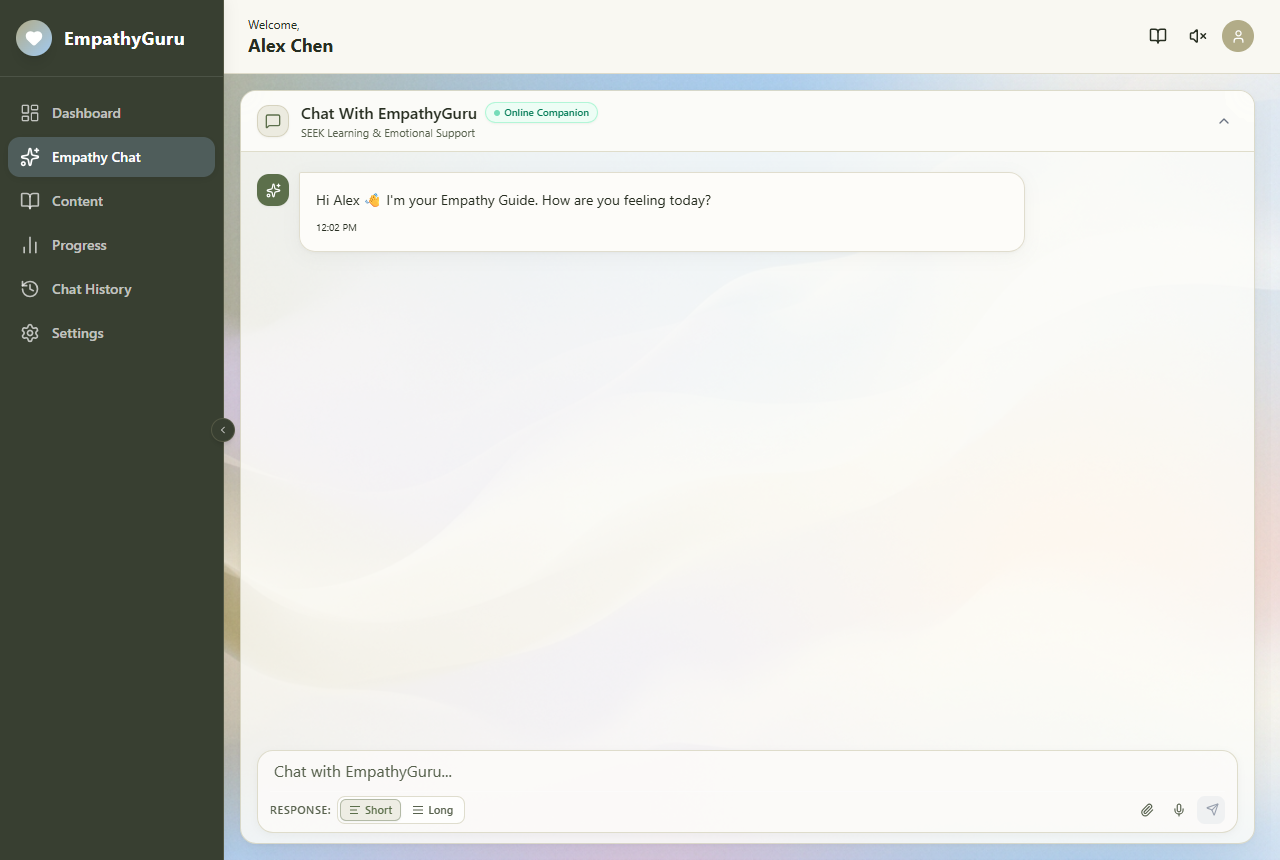 EmpathyGuru
Dashboard
Empathy Chat
Content
Progress
Chat History
Settings
Welcome,
Alex Chen
Chat With EmpathyGuru
Online Companion
SEEK Learning & Emotional Support
Hi Alex 👋 I'm your Empathy Guide. How are you feeling today?
12:02 PM
Chat with EmpathyGuru...
RESPONSE: Short Long